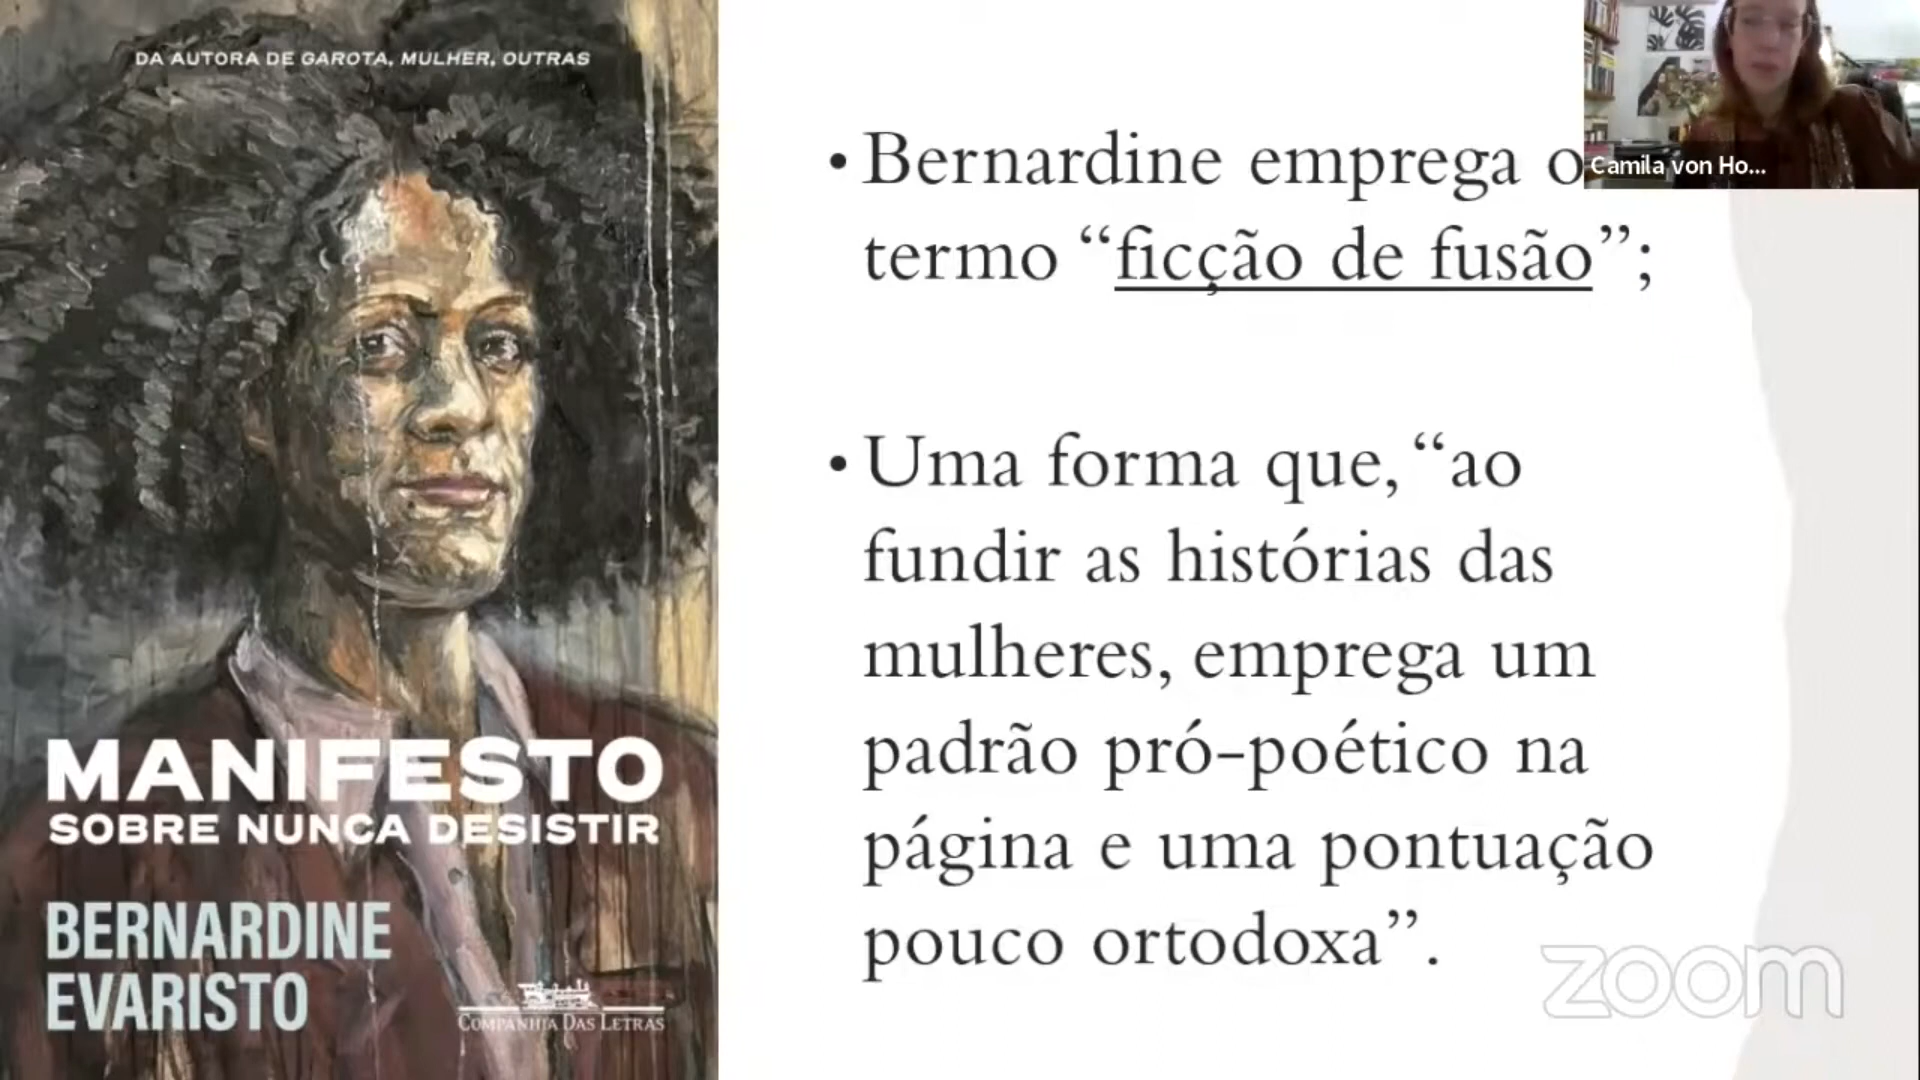 DA AUTORA DE GAROTA, MULHER, OUTRAS
MANIFESTO
SOBRE NUNCA DESISTIR
BERNARDINE
EVARISTO
COMPANHIA DAS LETRAS
• Bernardine emprega o
termo “ficção de fusão”;
• Uma forma que, “ao
fundir as histórias das
mulheres, emprega um
padrão pró-poético na
página e uma pontuação
pouco ortodoxa”.
Camila von Ho...
zoom